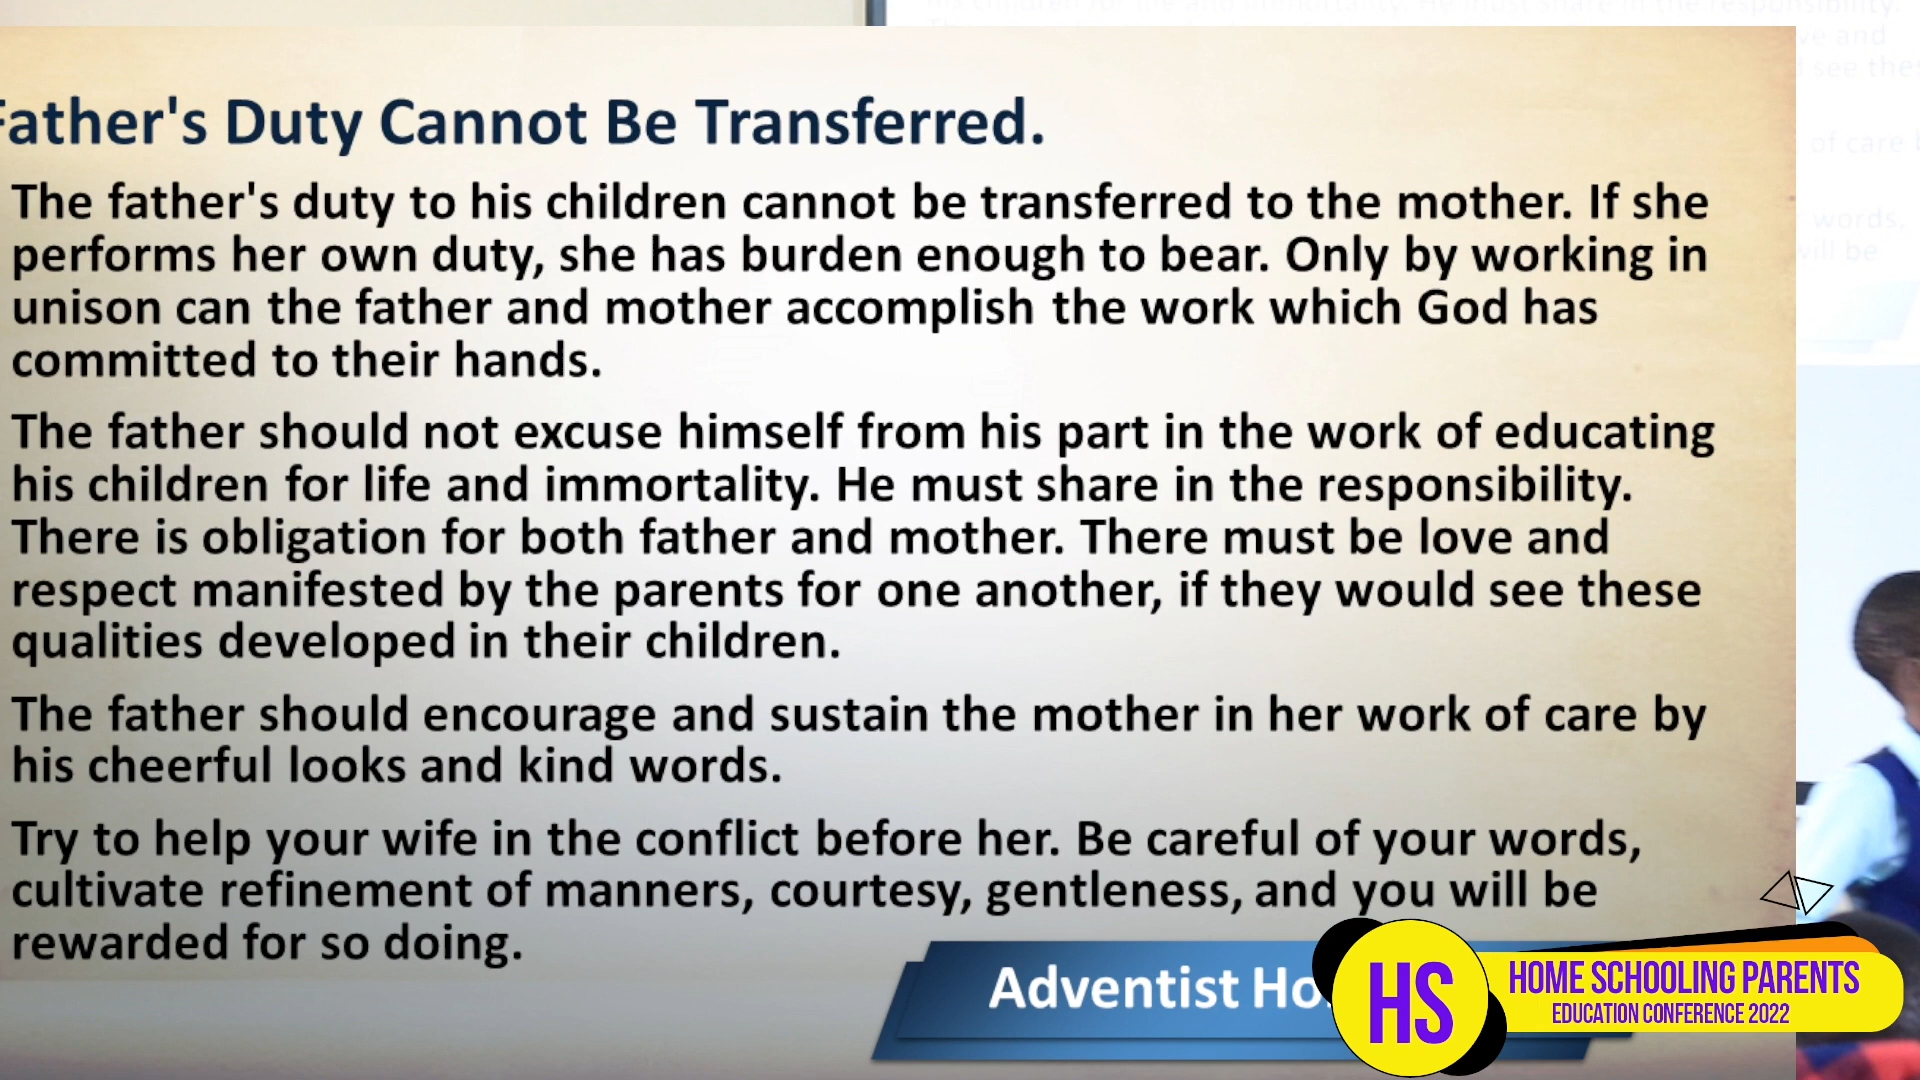 Father's Duty Cannot Be Transferred.
The father's duty to his children cannot be transferred to the mother. If she
performs her own duty, she has burden enough to bear. Only by working in
unison can the father and mother accomplish the work which God has
committed to their hands.
The father should not excuse himself from his part in the work of educating
his children for life and immortality. He must share in the responsibility.
There is obligation for both father and mother. There must be love and
respect manifested by the parents for one another, if they would see these
qualities developed in their children.
The father should encourage and sustain the mother in her work of care by
his cheerful looks and kind words.
Try to help your wife in the conflict before her. Be careful of your words,
cultivate refinement of manners, courtesy, gentleness, and you will be
rewarded for so doing.
Adventist
HS
HOME SCHOOLING PARENTS
EDUCATION CONFERENCE 2022